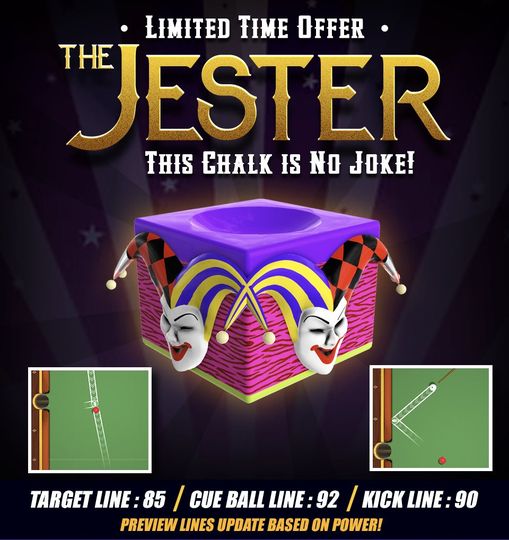 • LIMITED TIME OFFER •
THE JESTER
THIS CHALK IS NO JOKE!
TARGET LINE : 85 / CUE BALL LINE : 92 / KICK LINE : 90
PREVIEW LINES UPDATE BASED ON POWER!